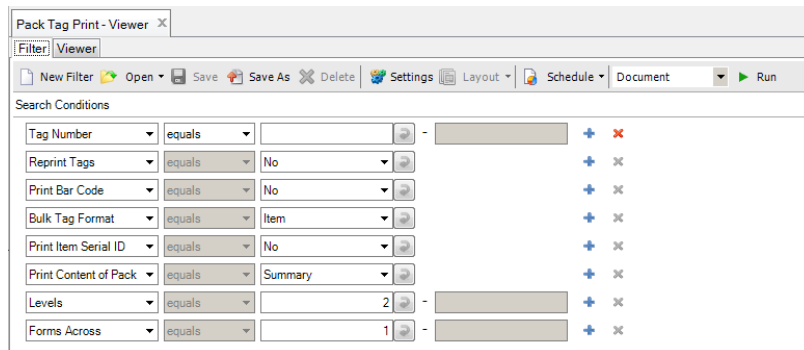 Pack Tag Print - Viewer X
Filter Viewer
New Filter Open Save Save As Delete Settings Layout Schedule Document Run
Search Conditions
Tag Number equals -
Reprint Tags equals No
Print Bar Code equals No
Bulk Tag Format equals Item
Print Item Serial ID equals No
Print Content of Pack equals Summary
Levels equals 2 -
Forms Across equals 1 -